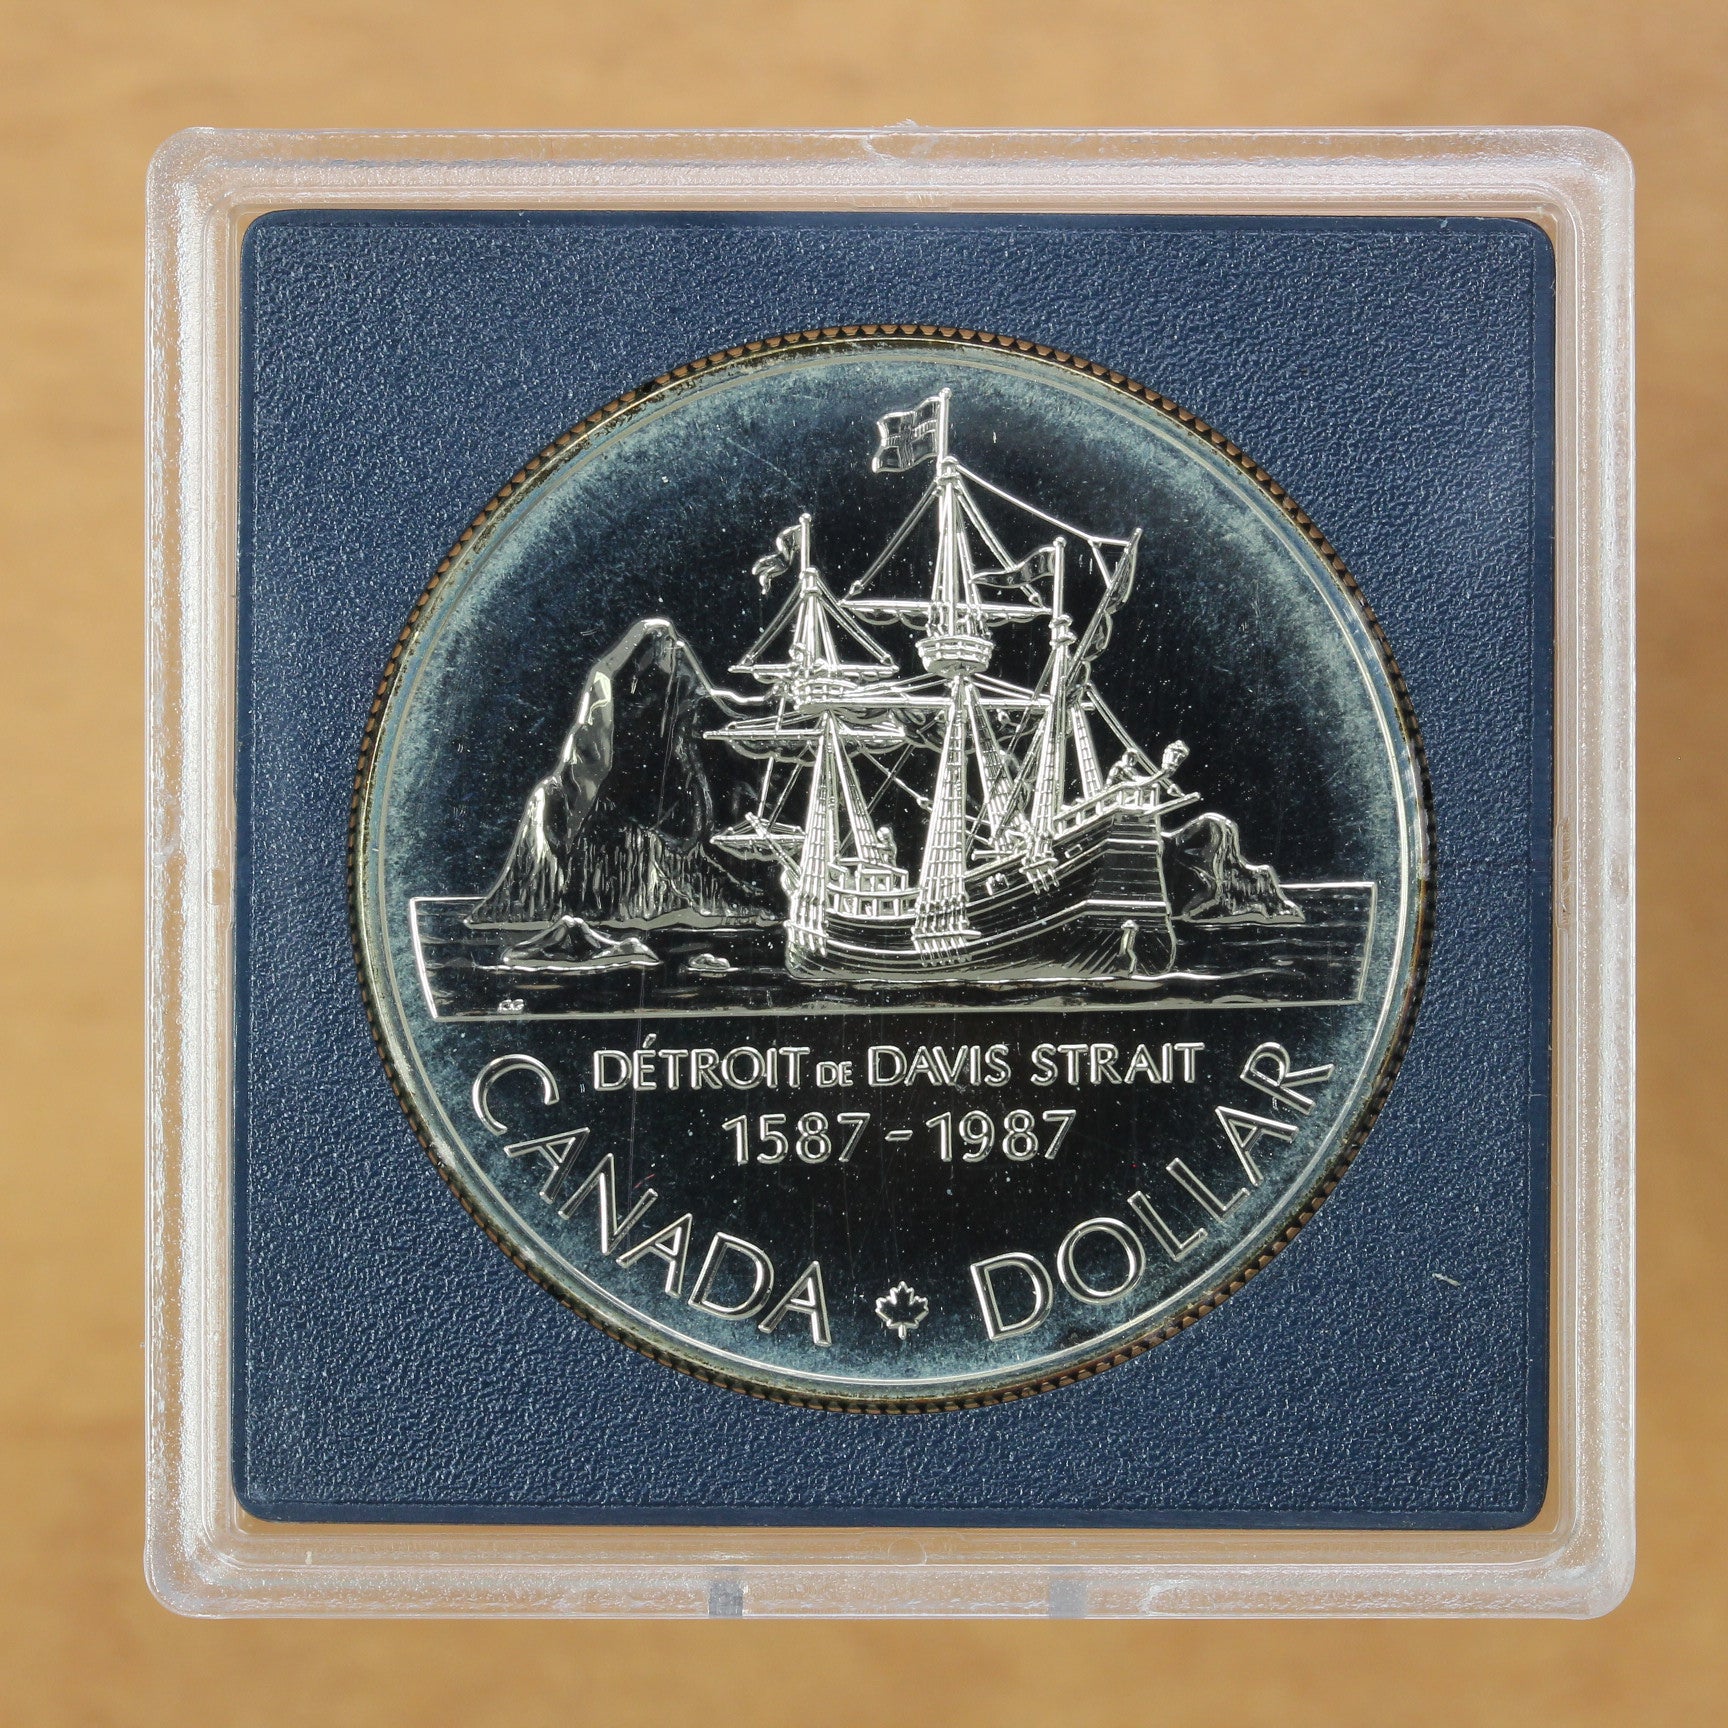 DÉTROIT DE DAVIS STRAIT
1587-1987
CANADA DOLLAR